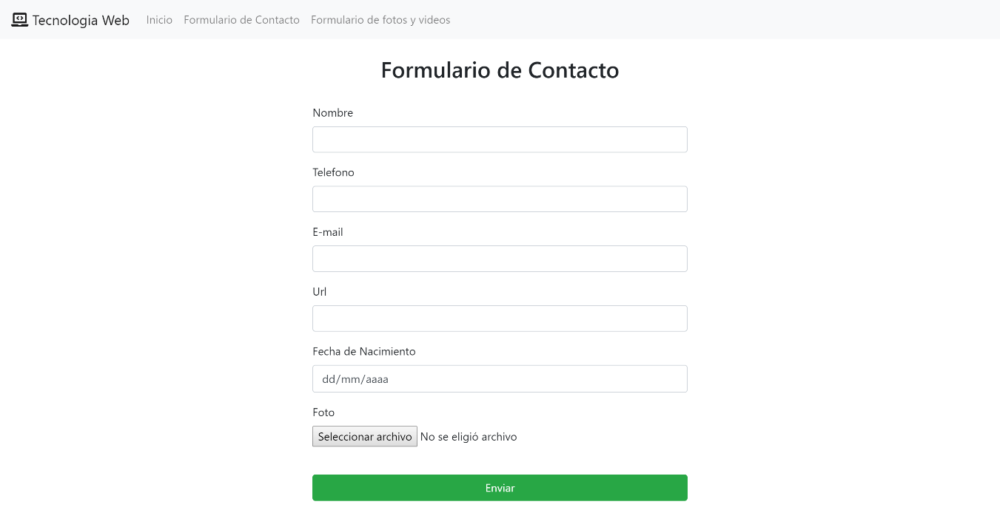 Tecnologia Web Inicio Formulario de Contacto Formulario de fotos y videos
Formulario de Contacto
Nombre
Telefono
E-mail
Url
Fecha de Nacimiento
dd/mm/aaaa
Foto
Seleccionar archivo No se eligió archivo
Enviar